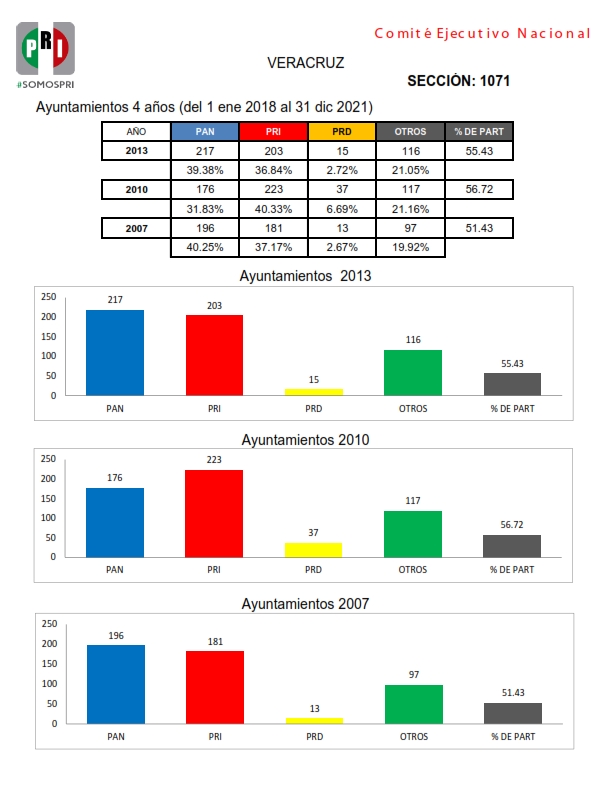 Comité Ejecutivo Nacional
PRI
#SOMOSPRI
VERACRUZ
SECCIÓN: 1071
Ayuntamientos 4 años (del 1 ene 2018 al 31 dic 2021)
AÑO PAN PRI PRD OTROS % DE PART
2013 217 203 15 116 55.43
39.38% 36.84% 2.72% 21.05%
2010 176 223 37 117 56.72
31.83% 40.33% 6.69% 21.16%
2007 196 181 13 97 51.43
40.25% 37.17% 2.67% 19.92%
Ayuntamientos 2013
250
200
150
100
50
0
217 203 15 116 55.43
PAN PRI PRD OTROS % DE PART
Ayuntamientos 2010
250
200
150
100
50
0
176 223 37 117 56.72
PAN PRI PRD OTROS % DE PART
Ayuntamientos 2007
250
200
150
100
50
0
196 181 13 97 51.43
PAN PRI PRD OTROS % DE PART